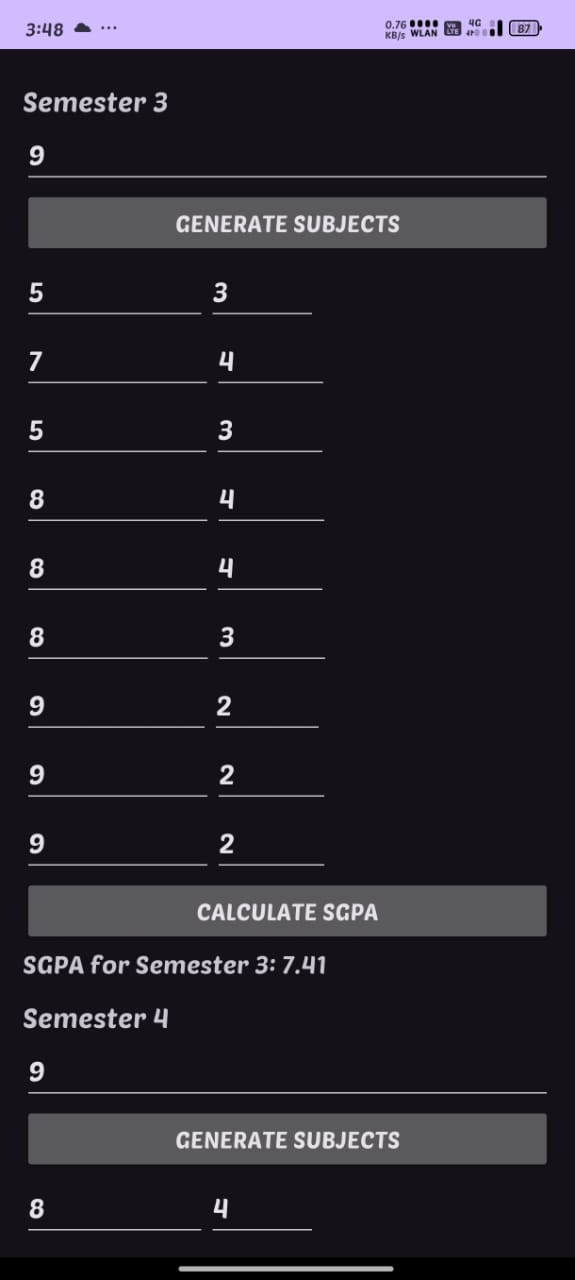 3:48 ... 0.76 KB/s WLAN Vo LTE 4G 87
Semester 3
9
GENERATE SUBJECTS
5 3
7 4
5 3
8 4
8 4
8 3
9 2
9 2
9 2
CALCULATE SGPA
SGPA for Semester 3: 7.41
Semester 4
9
GENERATE SUBJECTS
8 4